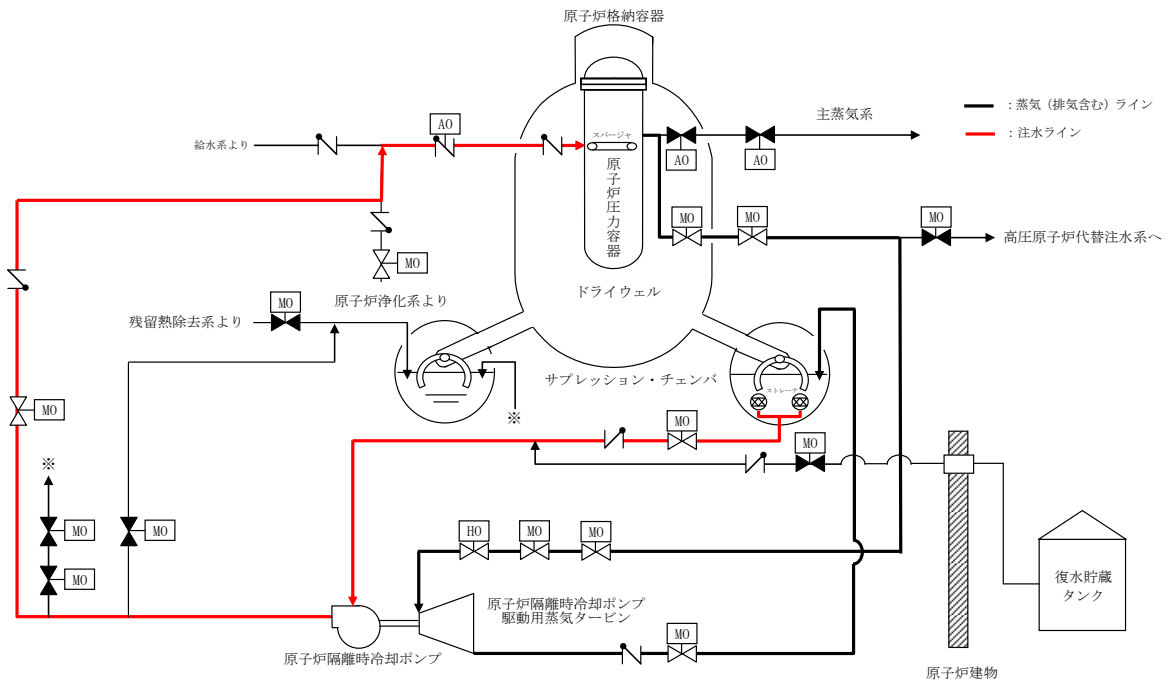 原子炉格納容器
主蒸気系
:蒸気(排気含む)ライン
:注水ライン
AO
スパージャ
給水系より
原子炉圧力容器
AO
AO
MO
MO
MO
高圧原子炉代替注水系へ
MO
原子炉浄化系より
ドライウェル
MO
残留熱除去系より
サプレッション・チェンバ
ストレーナ
※
MO
MO
MO
※
MO
MO
HO
MO
MO
MO
復水貯蔵
タンク
原子炉隔離時冷却ポンプ
駆動用蒸気タービン
MO
原子炉隔離時冷却ポンプ
原子炉建物